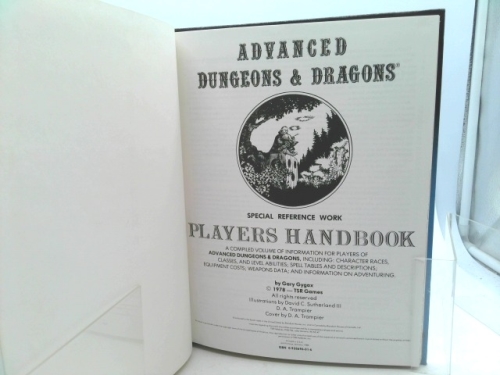 ADVANCED
DUNGEONS & DRAGONS®
SPECIAL REFERENCE WORK
PLAYERS HANDBOOK
A COMPILED VOLUME OF INFORMATION FOR PLAYERS OF
ADVANCED DUNGEONS & DRAGONS, INCLUDING: CHARACTER RACES,
CLASSES, AND LEVEL ABILITIES; SPELL TABLES AND DESCRIPTIONS;
EQUIPMENT COSTS; WEAPONS DATA; AND INFORMATION ON ADVENTURING.
by Gary Gygax
© 1978 — TSR Games
All rights reserved
Illustrations by David C. Sutherland III
D. A. Trampier
Cover by D. A. Trampier